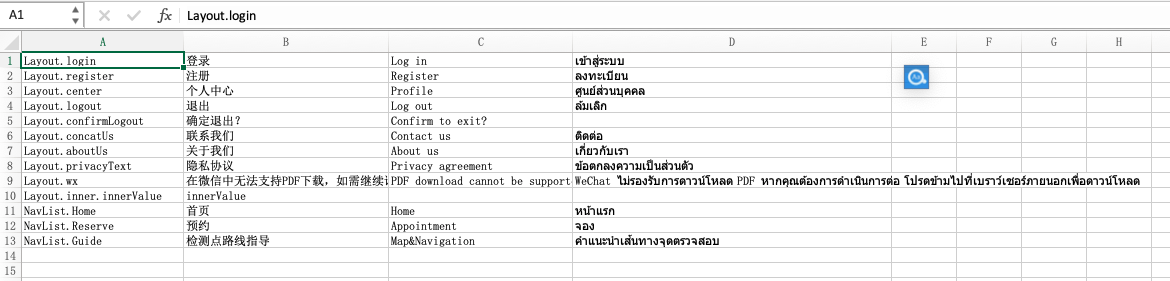 A1 fx Layout.login
A B C D E F G H
1 Layout.login 登录 Log in เข้าสู่ระบบ
2 Layout.register 注册 Register ลงทะเบียน
3 Layout.center 个人中心 Profile ศูนย์ส่วนบุคคล
4 Layout.logout 退出 Log out ล้มเลิก
5 Layout.confirmLogout 确定退出? Confirm to exit?
6 Layout.concatUs 联系我们 Contact us ติดต่อ
7 Layout.aboutUs 关于我们 About us เกี่ยวกับเรา
8 Layout.privacyText 隐私协议 Privacy agreement ข้อตกลงความเป็นส่วนตัว
9 Layout.wx 在微信中无法支持PDF下载，如需继续 PDF download cannot be support WeChat ไม่รองรับการดาวน์โหลด PDF หากคุณต้องการดำเนินการต่อ โปรดข้ามไปที่เบราว์เซอร์ภายนอกเพื่อดาวน์โหลด
10 Layout.inner.innerValue innerValue
11 NavList.Home 首页 Home หน้าแรก
12 NavList.Reserve 预约 Appointment จอง
13 NavList.Guide 检测点路线指导 Map&Navigation คำแนะนำเส้นทางจุดตรวจสอบ
14
15